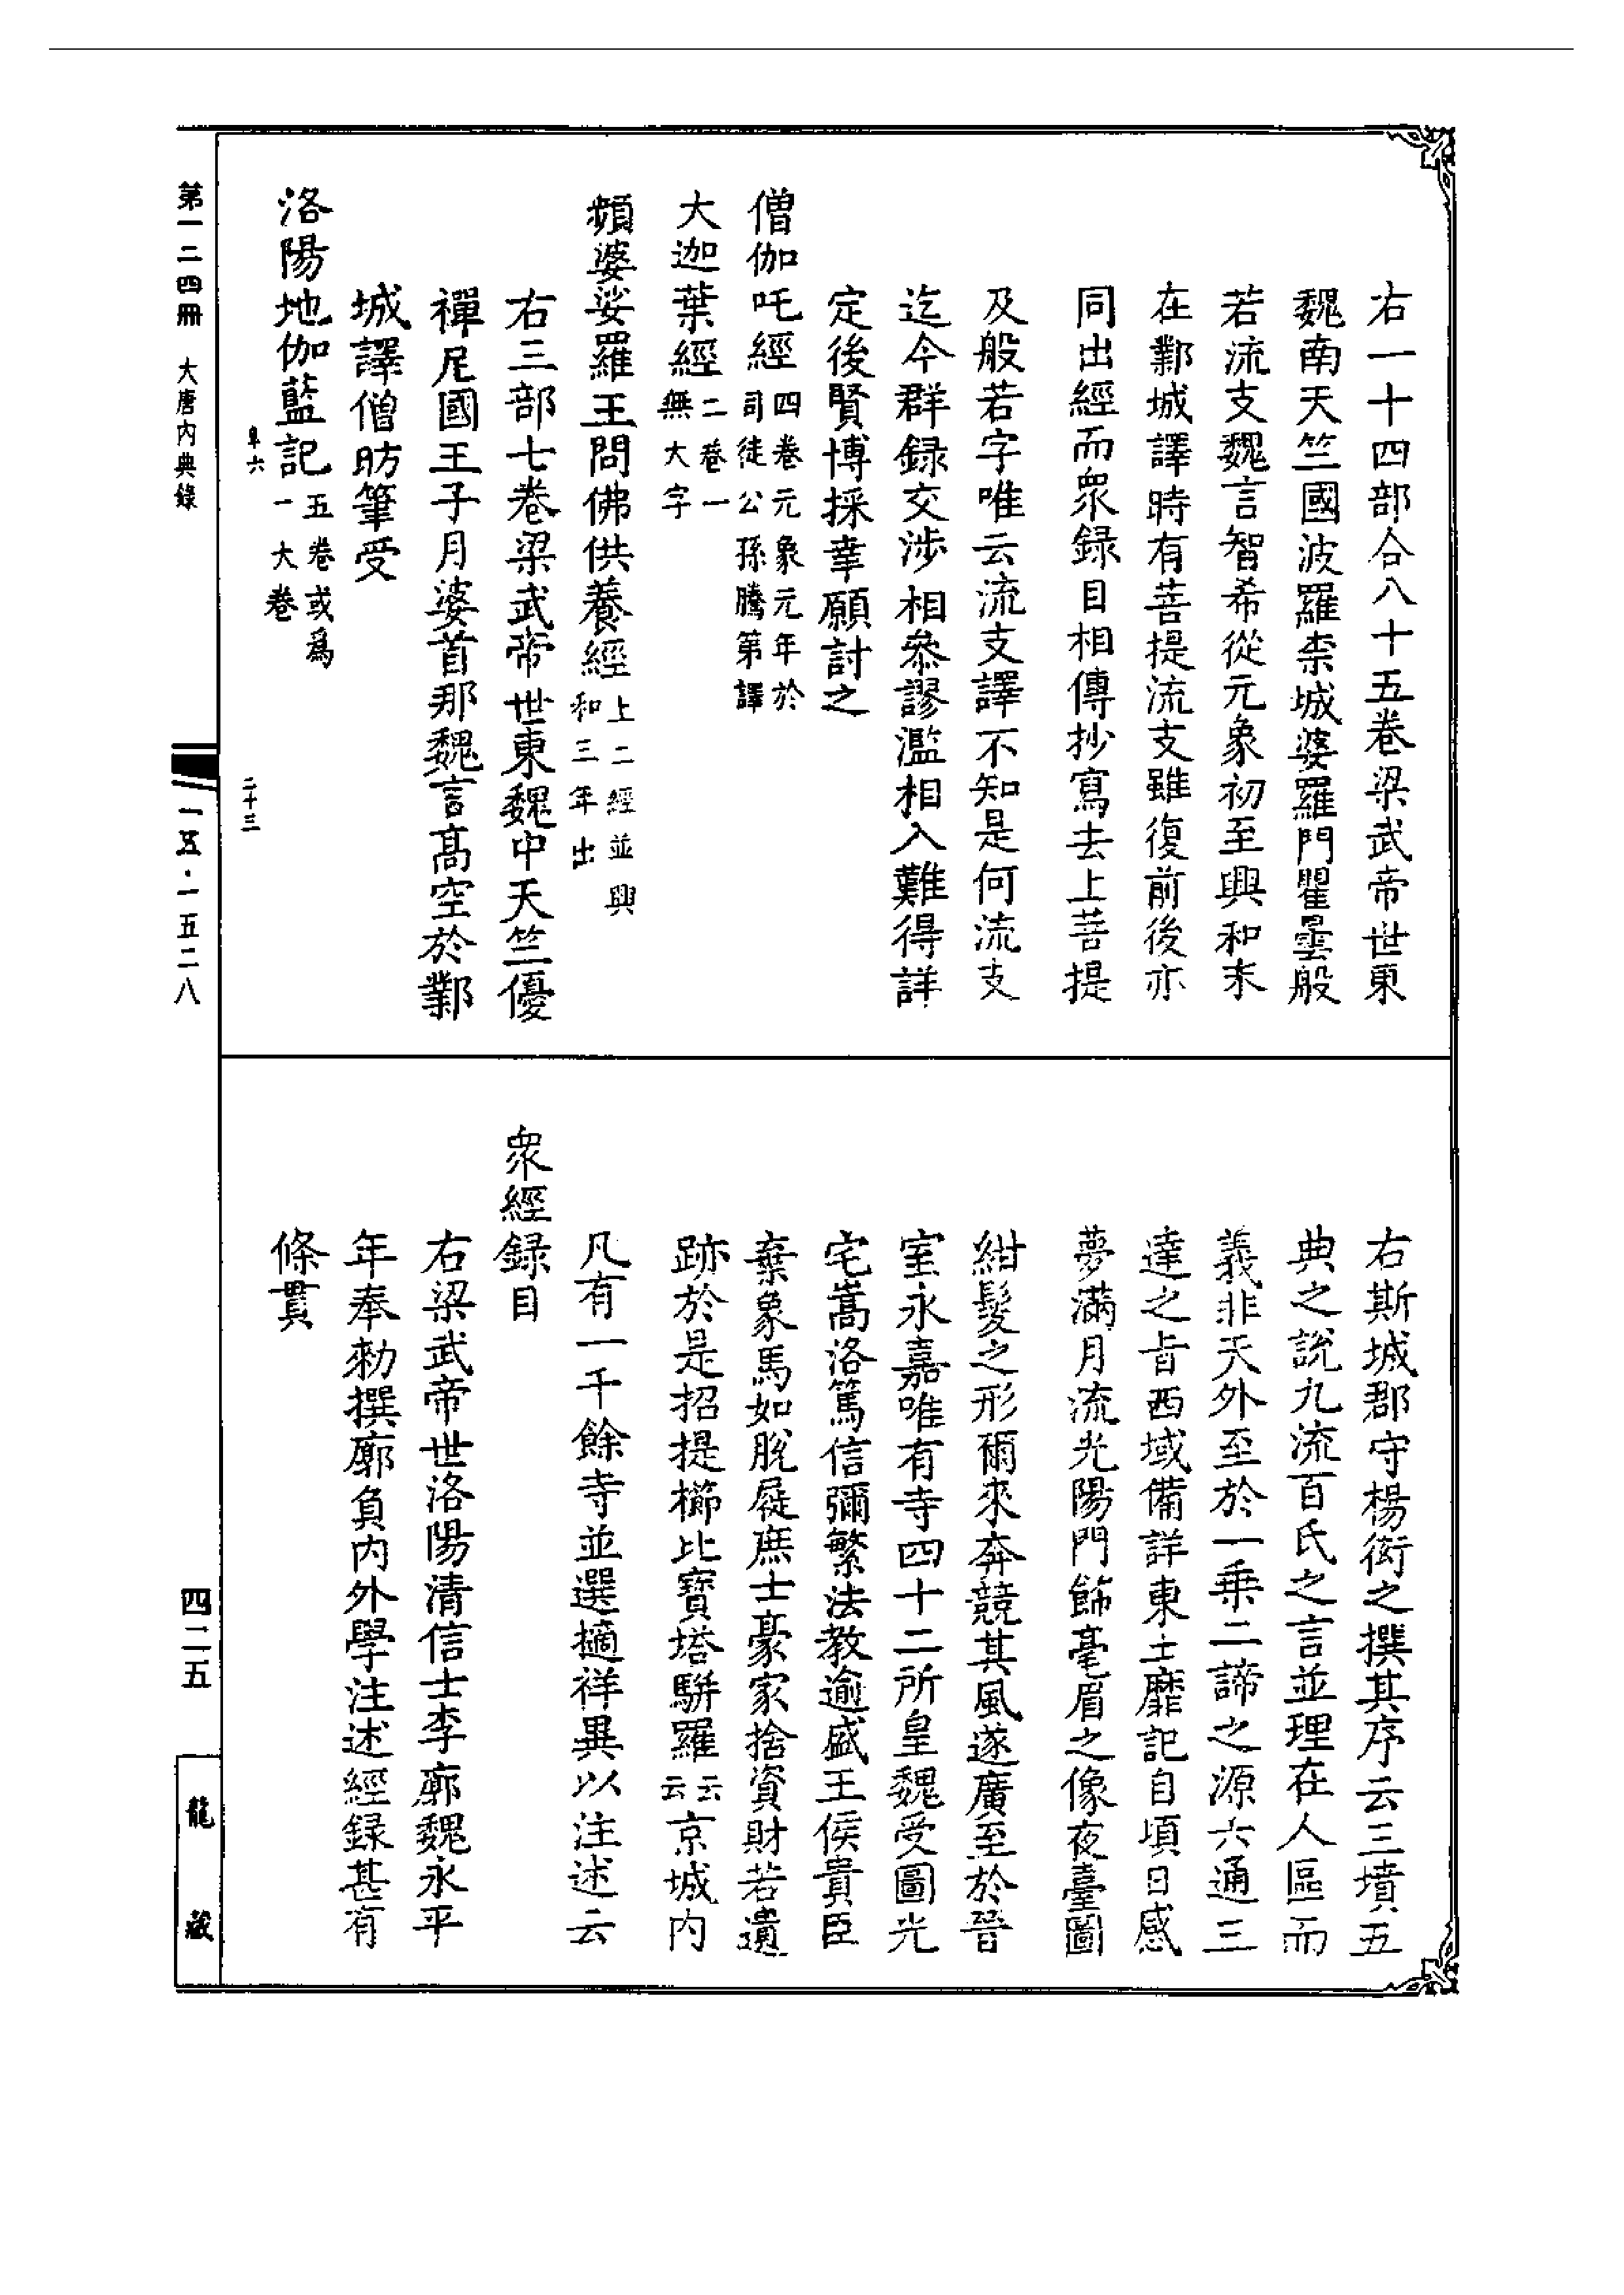 右一十四部合八十五卷梁武帝世東
魏南天竺國波羅柰城婆羅門瞿曇般
若流支魏言智希從元象初至興和末
在鄴城譯時有菩提流支雖復前後亦
同出經而眾録目相傳抄寫去上菩提
及般若字唯云流支譯不知是何流支
迄今群録交涉相叅謬濫相入難得詳
定後賢博採幸願討之
僧伽吒經四卷元象元年於
司徒公孫騰第譯
大迦葉經二卷一
無大字
頻婆娑羅王問佛供養經上二經並興
和三年出
右三部七卷梁武帝世東魏中天竺優
禪尼國王子月婆首那魏言髙空於鄴
城譯僧昉筆受
洛陽地伽藍記五卷或爲
一大卷
阜六
二十三
右斯城郡守楊衒之撰其序云三墳五
典之說九流百氏之言並理在人區而
義非天外至於一乗二諦之源六通三
達之旨西域備詳東土靡記自頃日感
夢滿月流光陽門飾毫眉之像夜臺圖
紺髮之形爾來奔競其風遂廣至於晉
室永嘉唯有寺四十二所皇魏受圖光
宅嵩洛篤信彌繁法教逾盛王侯貴臣
棄象馬如脫屣庶士豪家捨資財若遺
跡於是招提櫛比寶塔駢羅云云京城内
凡有一千餘寺並選擿祥異以注述云
眾經録目
右梁武帝世洛陽清信士李廓魏永平
年奉勑撰廓負内外學注述經録甚有
條貫
第一二四冊
大唐内典錄
一五·一五二八
四二五
龍藏